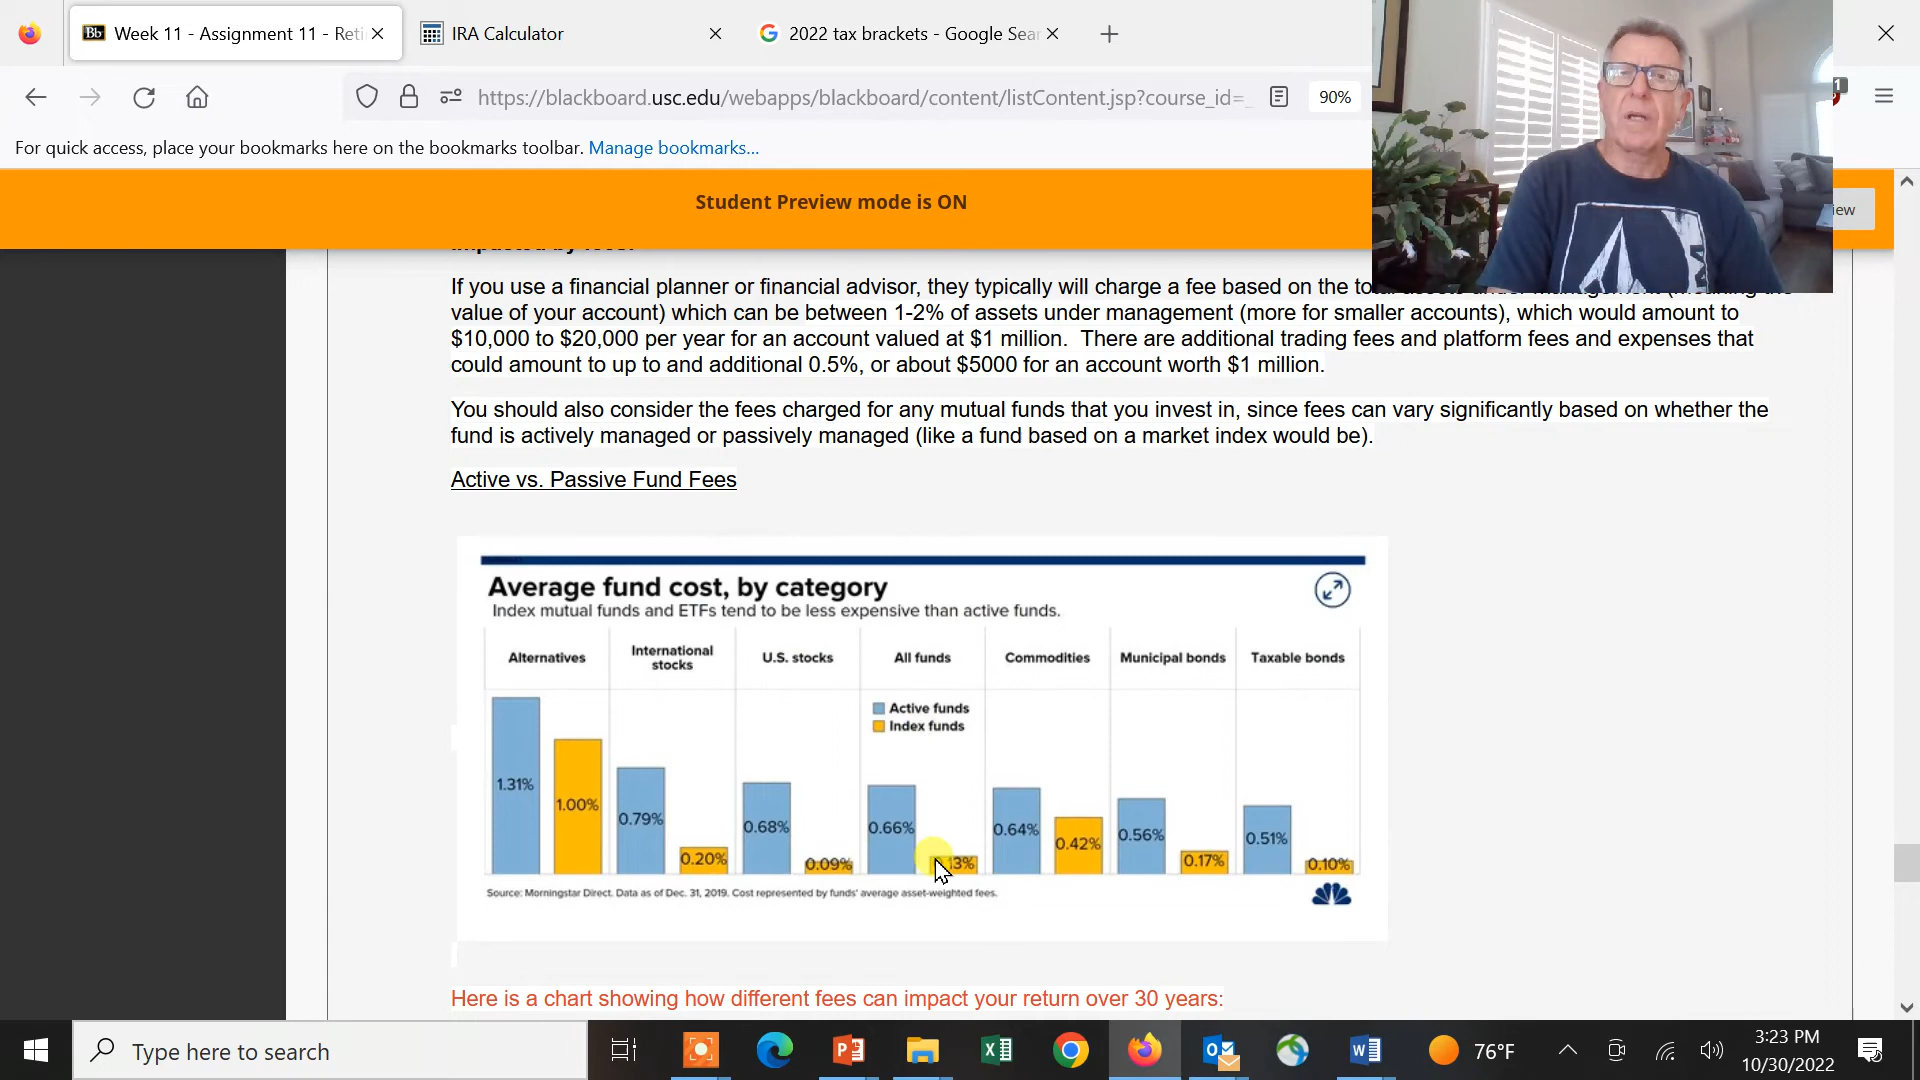 Bb Week 11 - Assignment 11 - Reti
IRA Calculator
2022 tax brackets - Google Sear
https://blackboard.usc.edu/webapps/blackboard/content/listContent.jsp?course_id=_
90%
1
For quick access, place your bookmarks here on the bookmarks toolbar. Manage bookmarks...
Student Preview mode is ON
iew
If you use a financial planner or financial advisor, they typically will charge a fee based on the
value of your account) which can be between 1-2% of assets under management (more for smaller accounts), which would amount to
$10,000 to $20,000 per year for an account valued at $1 million. There are additional trading fees and platform fees and expenses that
could amount to up to and additional 0.5%, or about $5000 for an account worth $1 million.
You should also consider the fees charged for any mutual funds that you invest in, since fees can vary significantly based on whether the
fund is actively managed or passively managed (like a fund based on a market index would be).
Active vs. Passive Fund Fees
Average fund cost, by category
Index mutual funds and ETFs tend to be less expensive than active funds.
Alternatives
International
stocks
U.S. stocks
All funds
Commodities
Municipal bonds
Taxable bonds
Active funds
Index funds
1.31%
1.00%
0.79%
0.20%
0.68%
0.09%
0.66%
13%
0.64%
0.42%
0.56%
0.17%
0.51%
0.10%
Source: Morningstar Direct. Data as of Dec. 31, 2019. Cost represented by funds' average asset-weighted fees.
Here is a chart showing how different fees can impact your return over 30 years:
Type here to search
76°F
3:23 PM
10/30/2022